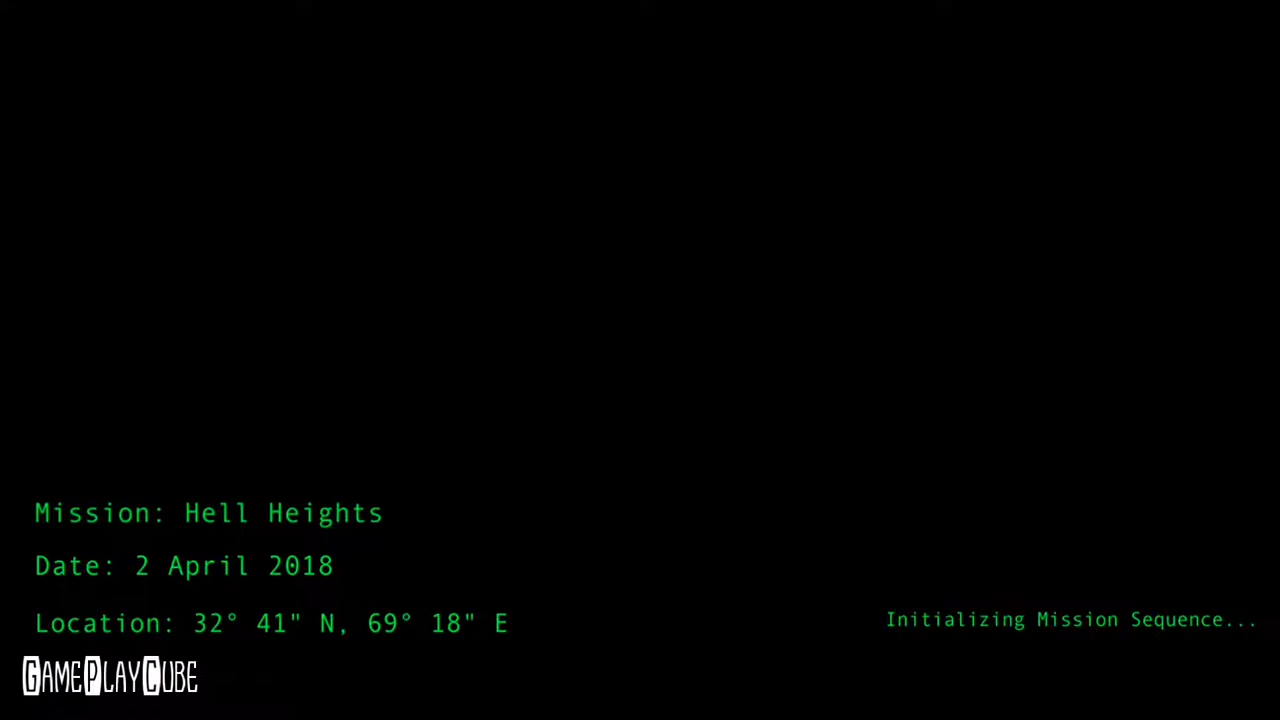 Mission: Hell Heights
Date: 2 April 2018
Location: 32° 41" N, 69° 18" E
Initializing Mission Sequence...
GAMEPLAYCUBE